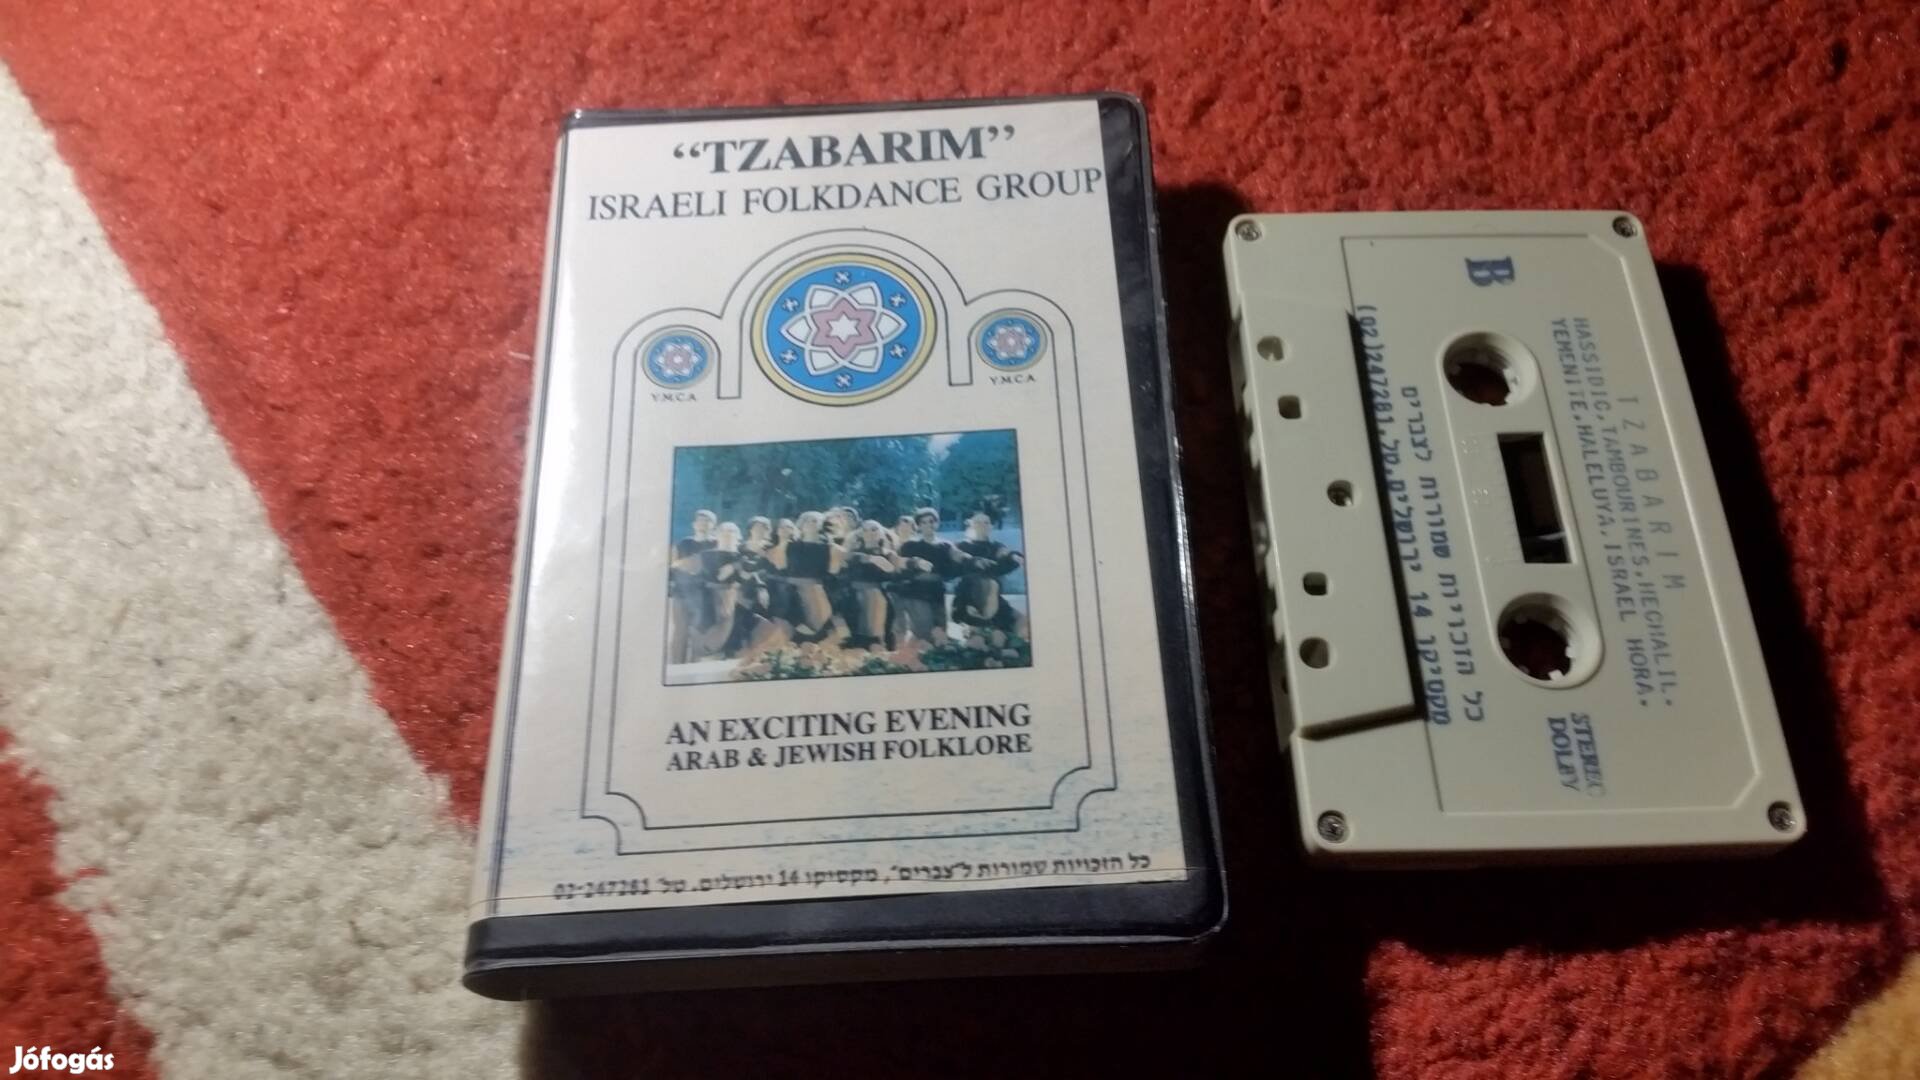 “TZABARIM”
ISRAELI FOLKDANCE GROUP
Y.M.C.A
Y.M.C.A
AN EXCITING EVENING
ARAB & JEWISH FOLKLORE
כל הזכויות שמורות ל"צברים", מקסיקו 14 ירושלים. טל' 02-247281
B
TZABARIM
HASSIDIC, TAMBOURINES, HECHALIL.
YEMENITE, HALELUYA, ISRAEL HORA.
STEREO
DOLBY
כל הזכויות שמורות לצברים
מקסיקו 14 ירושלים.טל.247281(02)
Jófogás